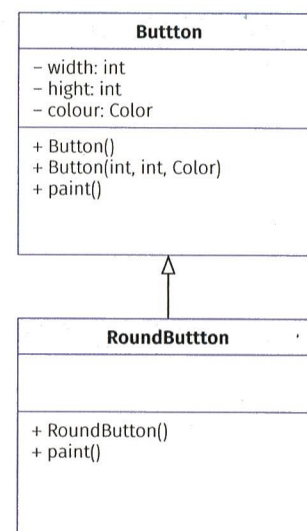 Buttton
– width: int
– hight: int
– colour: Color
+ Button()
+ Button(int, int, Color)
+ paint()
RoundButtton
+ RoundButton()
+ paint()